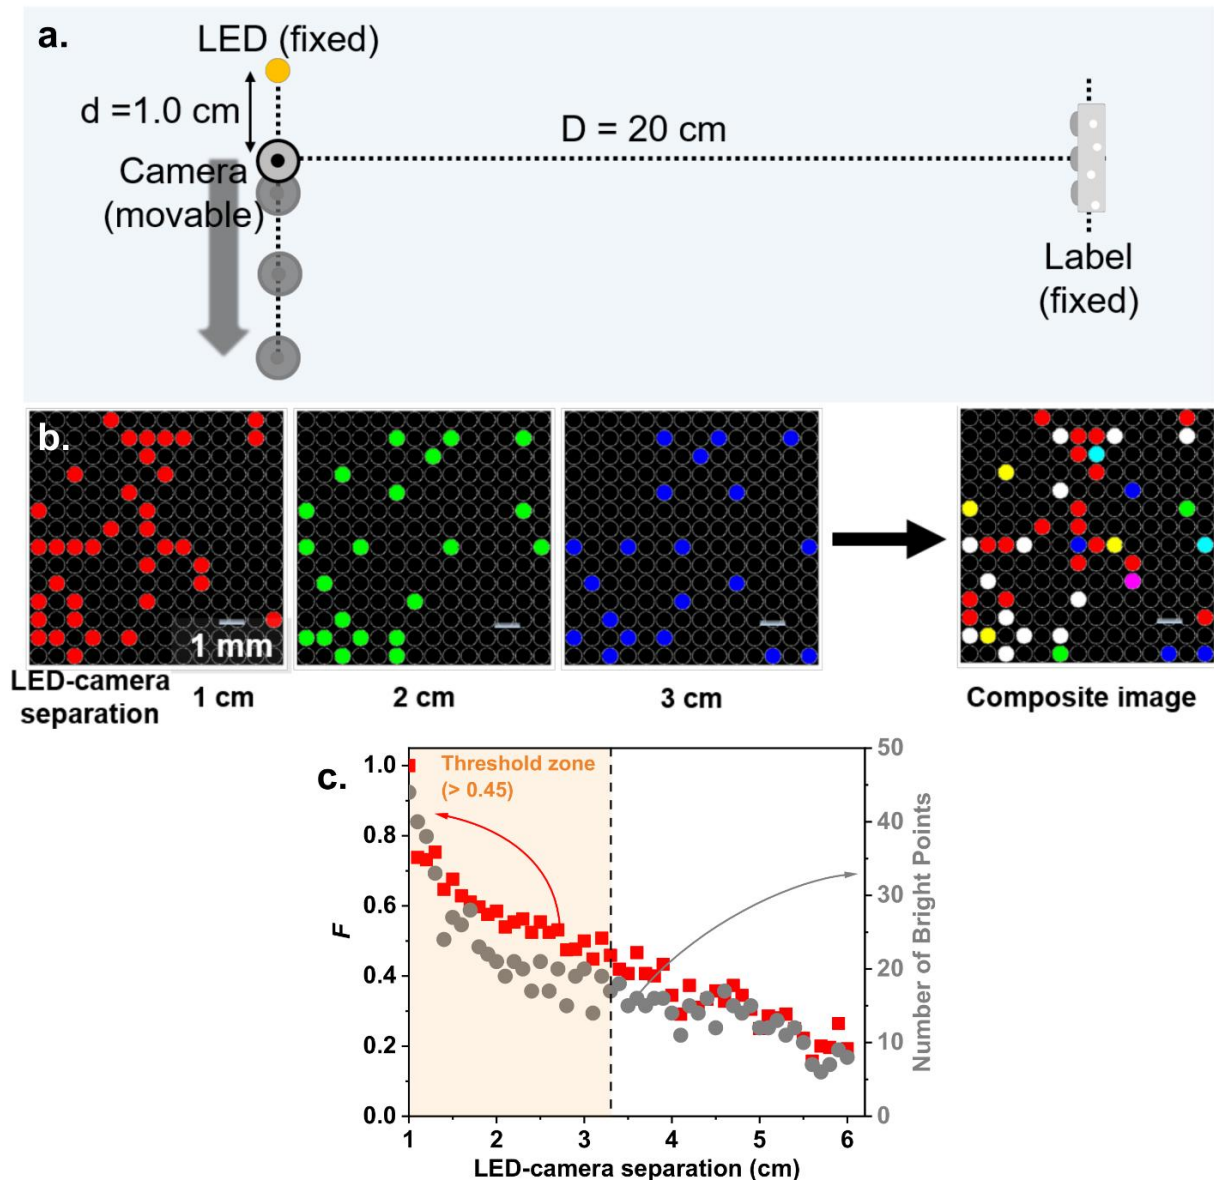 a.
LED (fixed)
d =1.0 cm
D = 20 cm
Camera
(movable)
Label
(fixed)
b.
1 mm
LED-camera
separation
1 cm
2 cm
3 cm
Composite image
c.
Threshold zone
(> 0.45)
1.0
0.8
0.6
0.4
0.2
0.0
F
50
40
30
20
10
0
Number of Bright Points
1 2 3 4 5 6
LED-camera separation (cm)